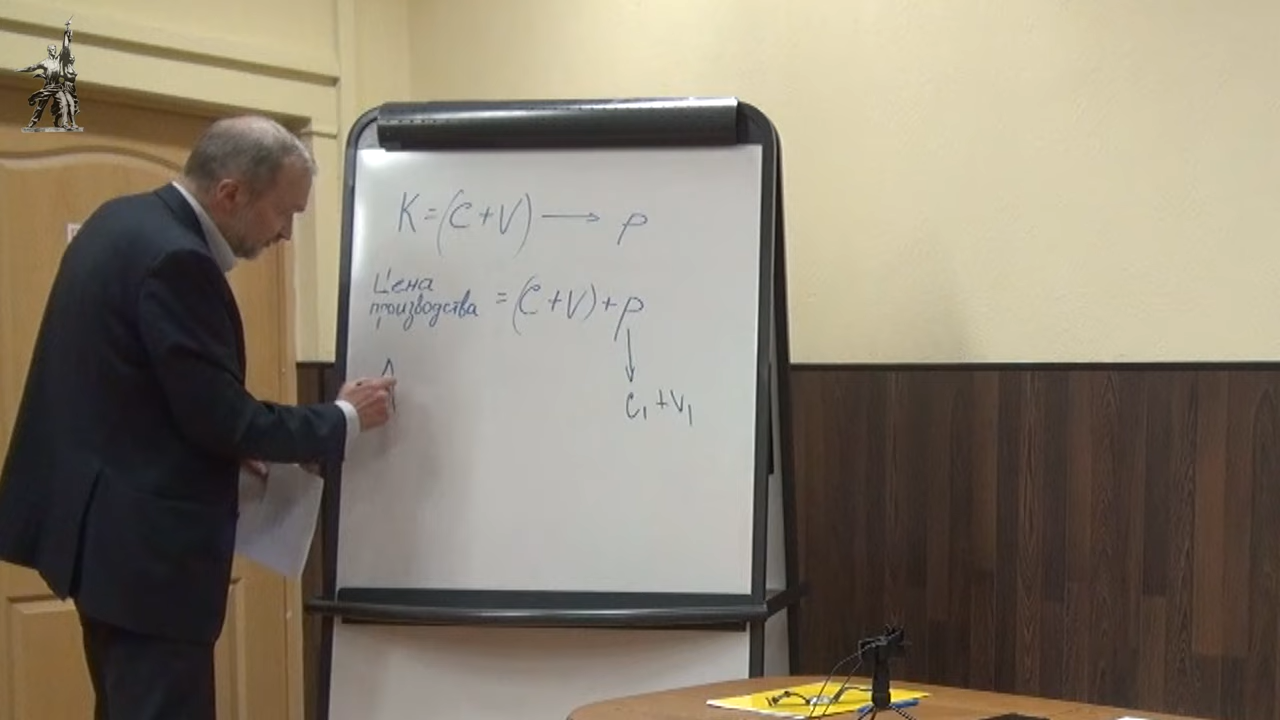 K = (C + V) → p
Цена
производства = (C + V) + p
↓
C₁ + V₁